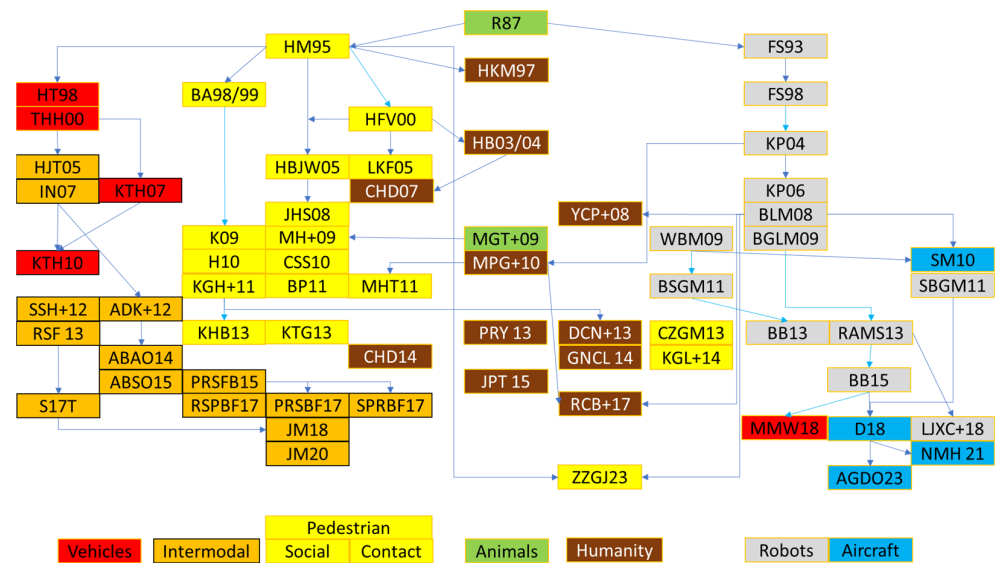 R87
HM95 FS93
HKM97
HT98 BA98/99 FS98
THH00 HFV00
HB03/04 KP04
HJT05 HBJW05 LKF05
IN07 KTH07 CHD07 KP06
JHS08 YCP+08 BLM08
K09 MH+09 MGT+09 WBM09 BGLM09
KTH10 H10 CSS10 MPG+10 SM10
KGH+11 BP11 MHT11 BSGM11 SBGM11
SSH+12 ADK+12
RSF 13 KHB13 KTG13 PRY 13 DCN+13 CZGM13 BB13 RAMS13
ABAO14 CHD14 GNCL 14 KGL+14
ABSO15 PRSFB15 JPT 15 BB15
S17T RSPBF17 PRSBF17 SPRBF17 RCB+17
JM18 MMW18 D18 LJXC+18
JM20 NMH 21
ZZGJ23 AGDO23
Pedestrian
Vehicles Intermodal Social Contact Animals Humanity Robots Aircraft